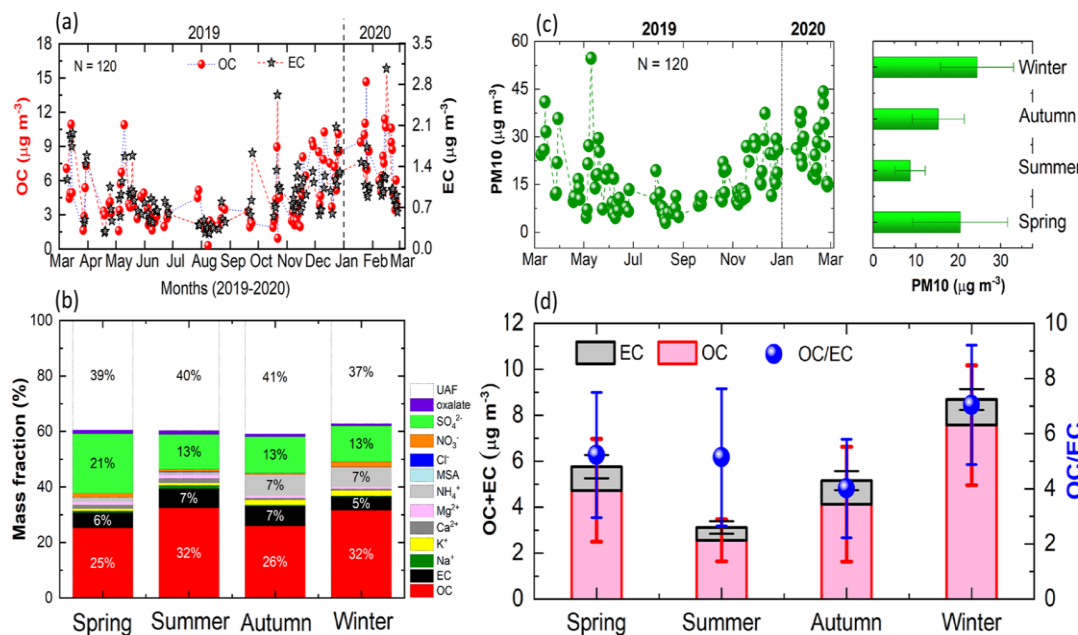 (a)
2019
2020
18
15
12
9
6
3
0
OC (μg m⁻³)
N = 120
OC
EC
3.5
2.8
2.1
1.4
0.7
0.0
EC (μg m⁻³)
Mar Apr May Jun Jul Aug Sep Oct Nov Dec Jan Feb Mar
Months (2019-2020)
(c)
2019
2020
60
45
30
15
0
PM10 (μg m⁻³)
N = 120
Mar May Jul Sep Nov Jan Mar
Winter
Autumn
Summer
Spring
0 10 20 30
PM10 (μg m⁻³)
(b)
100
80
60
40
20
0
Mass fraction (%)
39% 40% 41% 37%
21% 13% 13% 13%
7% 7%
6% 7% 7% 5%
25% 32% 26% 32%
Spring Summer Autumn Winter
UAF
oxalate
SO₄²⁻
NO₃⁻
Cl⁻
MSA
NH₄⁺
Mg²⁺
Ca²⁺
K⁺
Na⁺
EC
OC
(d)
12
10
8
6
4
2
0
OC+EC (μg m⁻³)
EC
OC
OC/EC
10
8
6
4
2
0
OC/EC
Spring Summer Autumn Winter